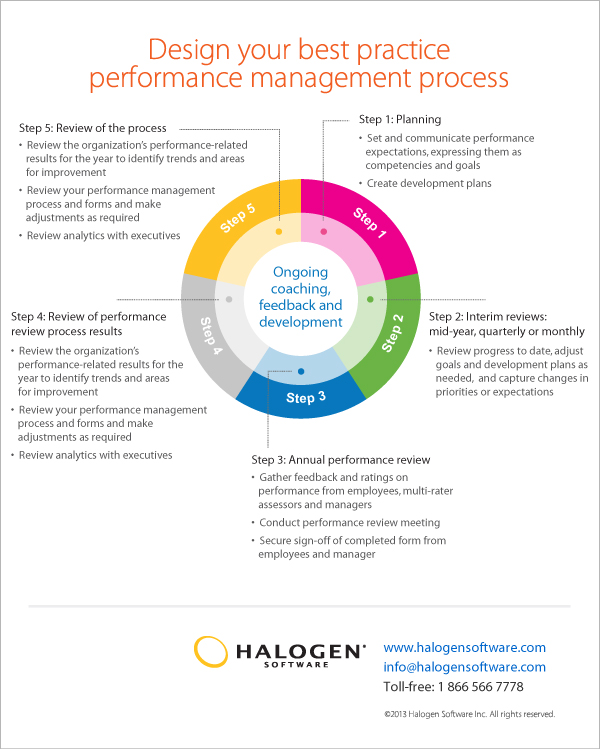 Design your best practice
performance management process
Step 1: Planning
• Set and communicate performance
expectations, expressing them as
competencies and goals
• Create development plans
Step 5: Review of the process
• Review the organization's performance-related
results for the year to identify trends and areas
for improvement
• Review your performance management
process and forms and make
adjustments as required
• Review analytics with executives
Step 5
Step 1
Step 2
Step 3
Step 4
Ongoing
coaching,
feedback and
development
Step 2: Interim reviews:
mid-year, quarterly or monthly
• Review progress to date, adjust
goals and development plans as
needed, and capture changes in
priorities or expectations
Step 4: Review of performance
review process results
• Review the organization's
performance-related results for the
year to identify trends and areas
for improvement
• Review your performance management
process and forms and make
adjustments as required
• Review analytics with executives
Step 3: Annual performance review
• Gather feedback and ratings on
performance from employees, multi-rater
assessors and managers
• Conduct performance review meeting
• Secure sign-off of completed form from
employees and manager
HALOGEN®
SOFTWARE
www.halogensoftware.com
info@halogensoftware.com
Toll-free: 1 866 566 7778
©2013 Halogen Software Inc. All rights reserved.